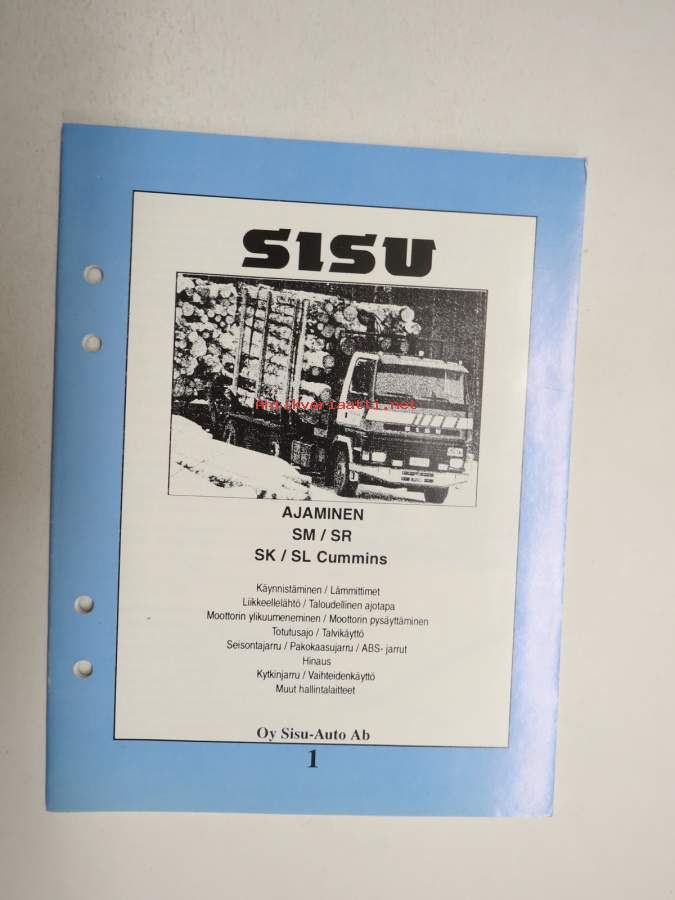 SISU
Antikvariaatti.net
SISU
AJAMINEN
SM / SR
SK / SL Cummins
Käynnistäminen / Lämmittimet
Liikkeellelähtö / Taloudellinen ajotapa
Moottorin ylikuumeneminen / Moottorin pysäyttäminen
Totutusajo / Talvikäyttö
Seisontajarru / Pakokaasujarru / ABS- jarrut
Hinaus
Kytkinjarru / Vaihteidenkäyttö
Muut hallintalaitteet
Oy Sisu-Auto Ab
1